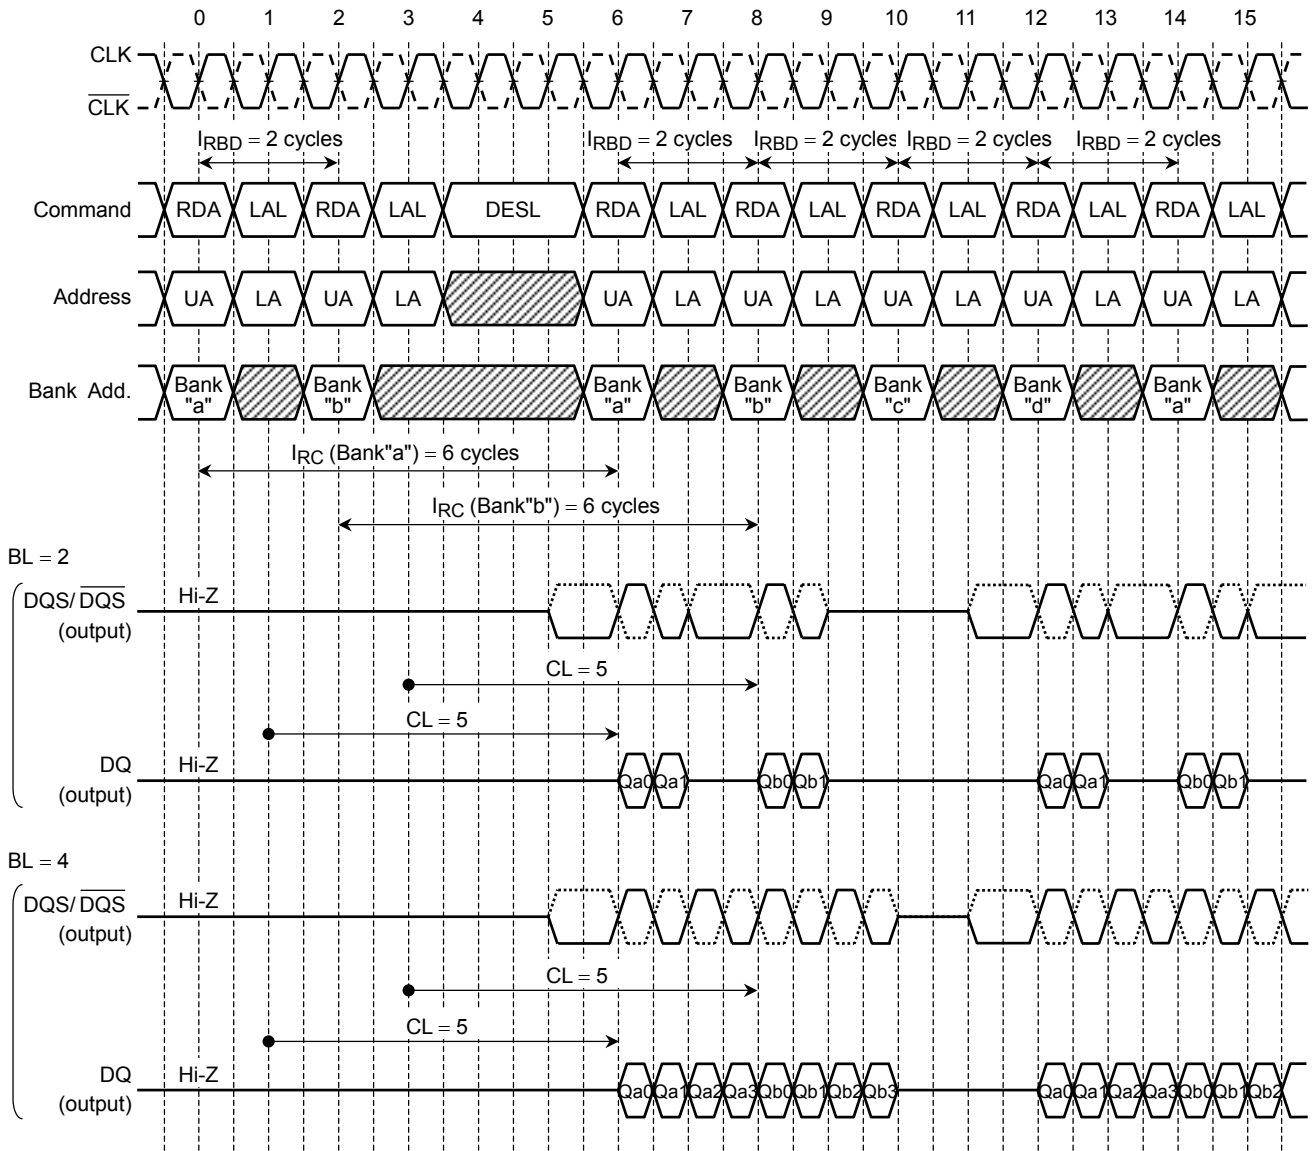 0 1 2 3 4 5 6 7 8 9 10 11 12 13 14 15
CLK
CLK
IRBD = 2 cycles IRBD = 2 cycles IRBD = 2 cycles IRBD = 2 cycles IRBD = 2 cycles
Command RDA LAL RDA LAL DESL RDA LAL RDA LAL RDA LAL RDA LAL RDA LAL
Address UA LA UA LA UA LA UA LA UA LA UA LA UA LA
Bank Add. Bank "a" Bank "b" Bank "a" Bank "b" Bank "c" Bank "d" Bank "a"
IRC (Bank"a") = 6 cycles
IRC (Bank"b") = 6 cycles
BL = 2
DQS/DQS Hi-Z
(output)
CL = 5
CL = 5
DQ Hi-Z
(output) Qa0 Qa1 Qb0 Qb1 Qa0 Qa1 Qb0 Qb1
BL = 4
DQS/DQS Hi-Z
(output)
CL = 5
CL = 5
DQ Hi-Z
(output) Qa0 Qa1 Qa2 Qa3 Qb0 Qb1 Qb2 Qb3 Qa0 Qa1 Qa2 Qa3 Qb0 Qb1 Qb2